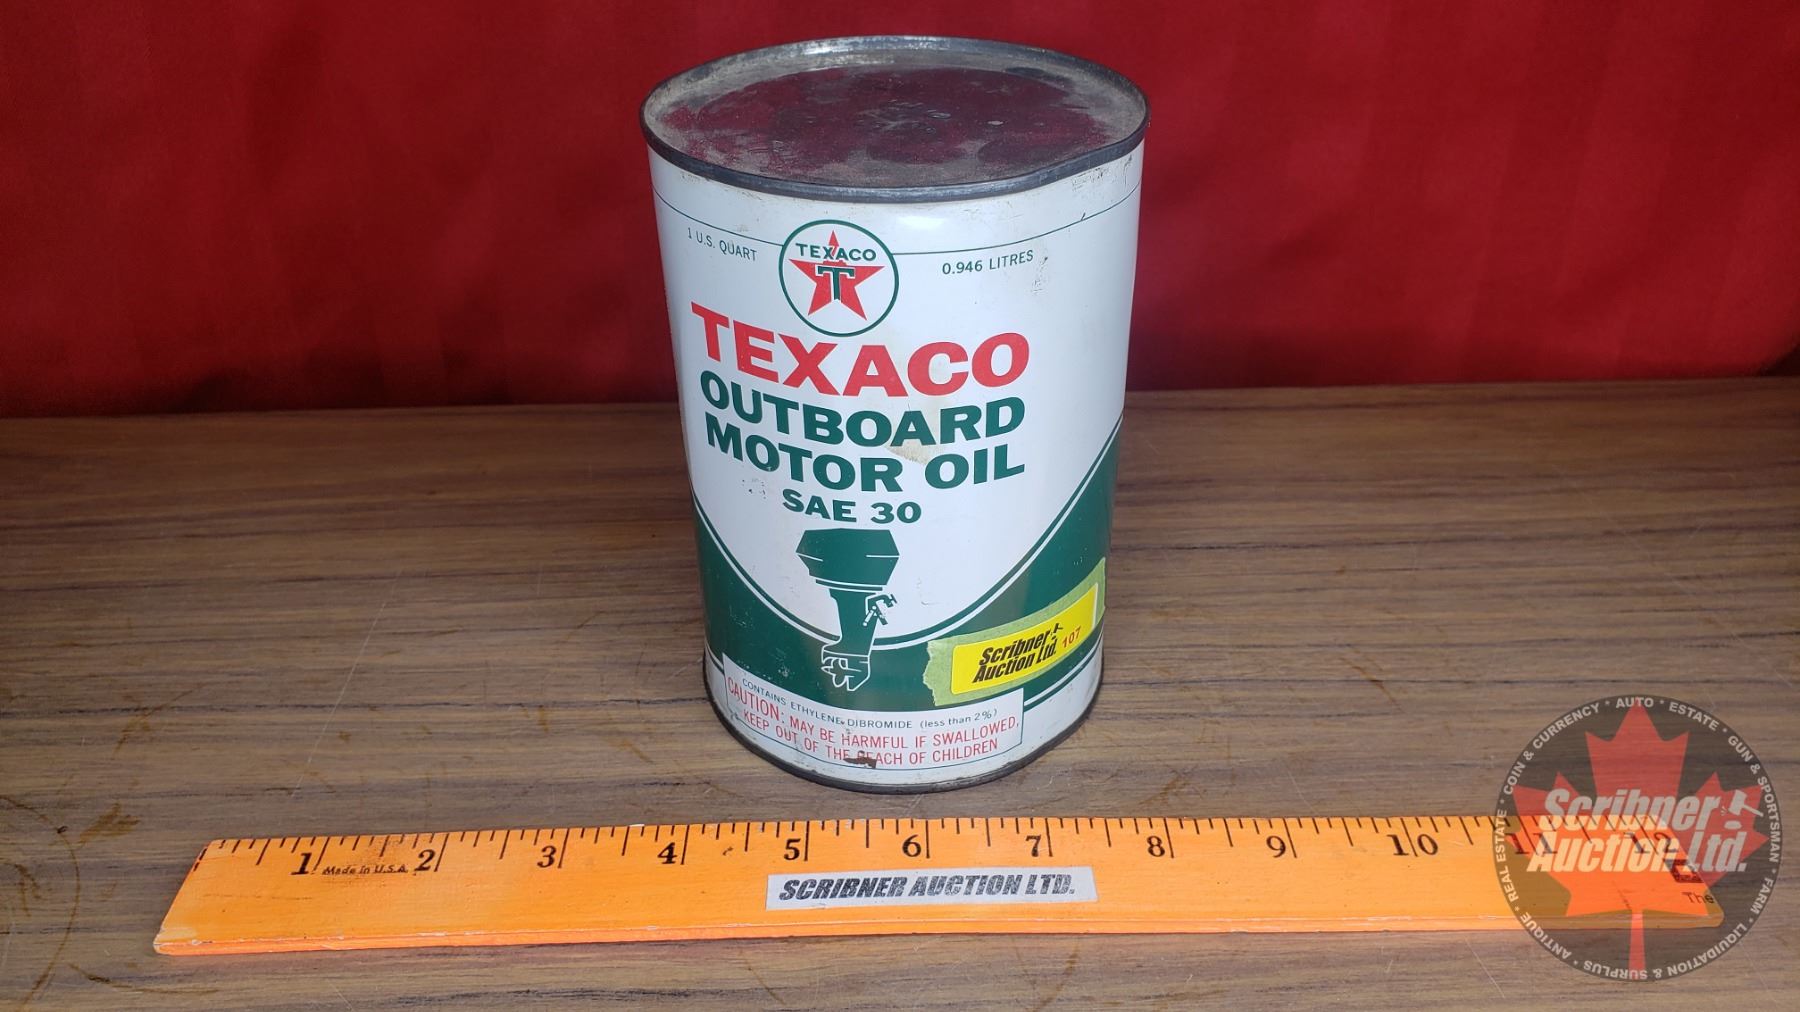 1 U.S. QUART
TEXACO
T
0.946 LITRES
TEXACO
OUTBOARD
MOTOR OIL
SAE 30
Scribner
Auction Ltd. 107
CONTAINS ETHYLENE DIBROMIDE (less than 2%)
CAUTION: MAY BE HARMFUL IF SWALLOWED,
KEEP OUT OF THE REACH OF CHILDREN
1 2 3 4 5 6 7 8 9 10 11 12
Made in U.S.A.
The
SCRIBNER AUCTION LTD.
COIN & CURRENCY * AUTO * ESTATE * GUN & SPORTSMAN * FARM * LIQUIDATION & SURPLUS * ANTIQUE * REAL ESTATE *
Scribner
Auction Ltd.